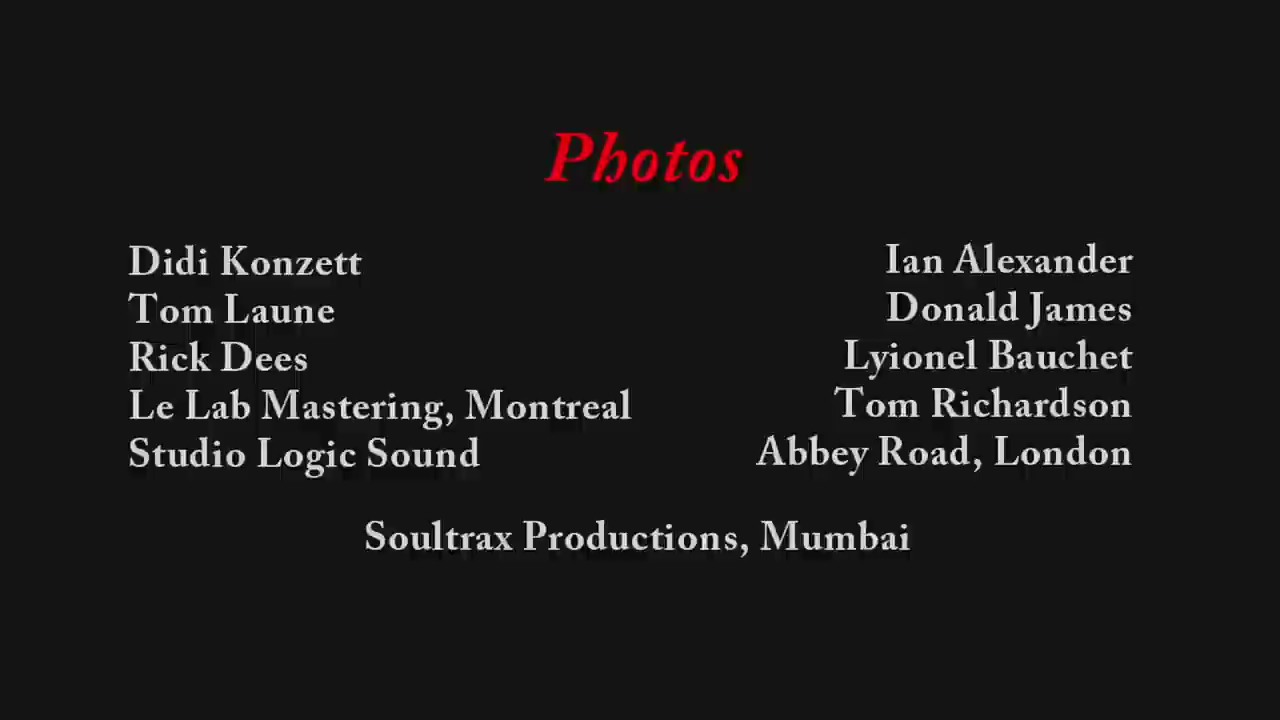 Photos
Didi Konzett
Tom Laune
Rick Dees
Le Lab Mastering, Montreal
Studio Logic Sound
Ian Alexander
Donald James
Lyionel Bauchet
Tom Richardson
Abbey Road, London
Soultrax Productions, Mumbai